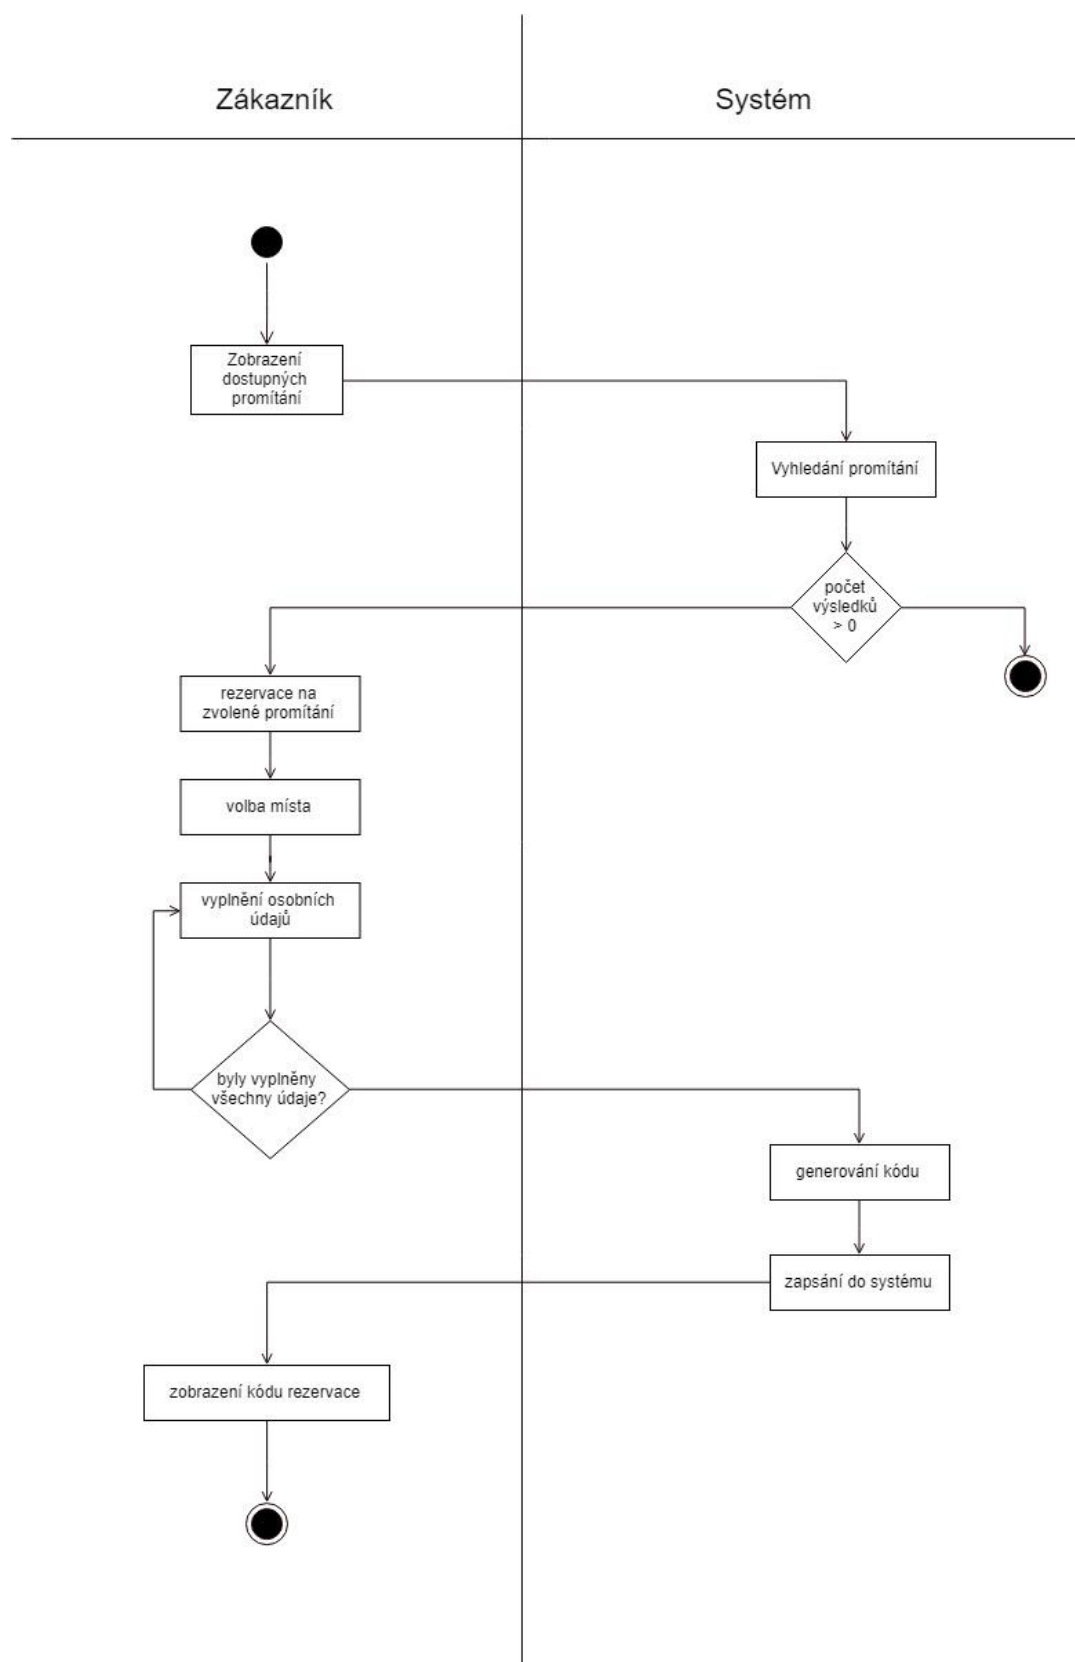 Zákazník
Systém
Zobrazení
dostupných
promítání
Vyhledání promítání
počet
výsledků
> 0
rezervace na
zvolené promítání
volba místa
vyplnění osobních
údajů
byly vyplněny
všechny údaje?
generování kódu
zapsání do systému
zobrazení kódu rezervace